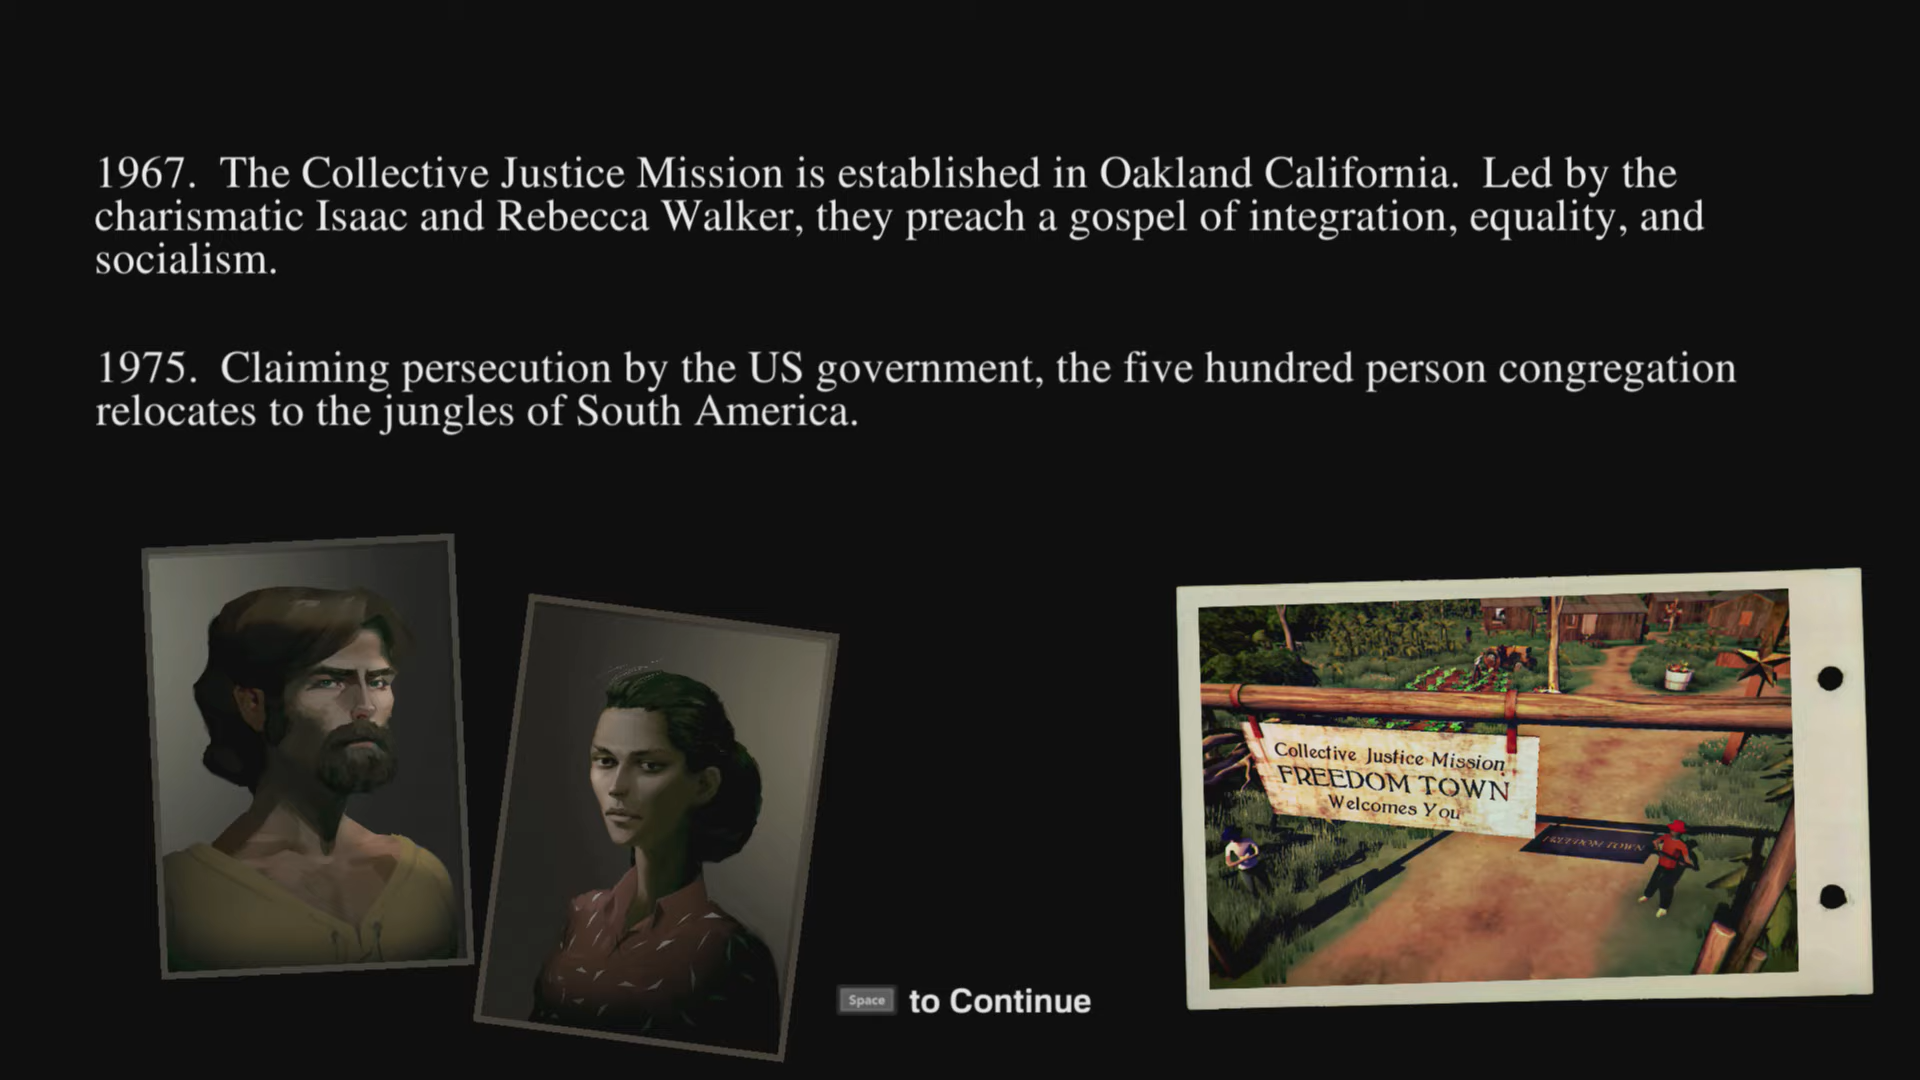 1967.  The Collective Justice Mission is established in Oakland California.  Led by the
charismatic Isaac and Rebecca Walker, they preach a gospel of integration, equality, and
socialism.
1975.  Claiming persecution by the US government, the five hundred person congregation
relocates to the jungles of South America.
Collective Justice Mission
FREEDOM TOWN
Welcomes You
FREEDOM TOWN
Space to Continue